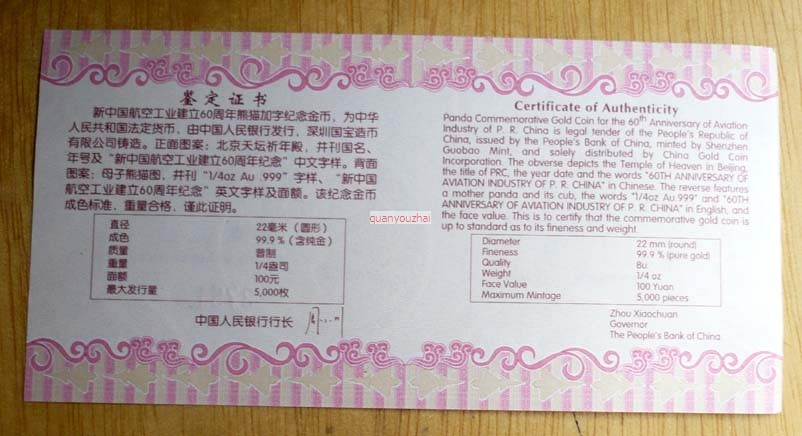 鉴定证书
新中国航空工业建立60周年熊猫加字纪念金币，为中华
人民共和国法定货币，由中国人民银行发行，深圳国宝造币
有限公司铸造。正面图案：北京天坛祈年殿，并刊国名、
年号及“新中国航空工业建立60周年纪念”中文字样。背面
图案：母子熊猫图，并刊“1/4oz Au .999”字样、“新中国
航空工业建立60周年纪念”英文字样及面额。该纪念金币
成色标准，重量合格，谨此证明。
直径 22毫米（圆形）
成色 99.9%（含纯金）
质量 普制
重量 1/4盎司
面额 100元
最大发行量 5,000枚
中国人民银行行长
Certificate of Authenticity
Panda Commemorative Gold Coin for the 60th Anniversary of Aviation
Industry of P. R. China is legal tender of the People's Republic of
China, issued by the People's Bank of China, minted by Shenzhen
Guobao Mint, and solely distributed by China Gold Coin
Incorporation. The obverse depicts the Temple of Heaven in Beijing,
the title of PRC, the year date and the words "60TH ANNIVERSARY OF
AVIATION INDUSTRY OF P. R. CHINA" in Chinese. The reverse features
a mother panda and its cub, the words "1/4oz Au.999" and "60TH
ANNIVERSARY OF AVIATION INDUSTRY OF P. R. CHINA" in English, and
the face value. This is to certify that the commemorative gold coin is
up to standard as to its fineness and weight.
Diameter 22 mm (round)
Fineness 99.9 % (pure gold)
Quality Bu.
Weight 1/4 oz
Face Value 100 Yuan
Maximum Mintage 5,000 pieces
Zhou Xiaochuan
Governor
The People's Bank of China
quanyouzhai